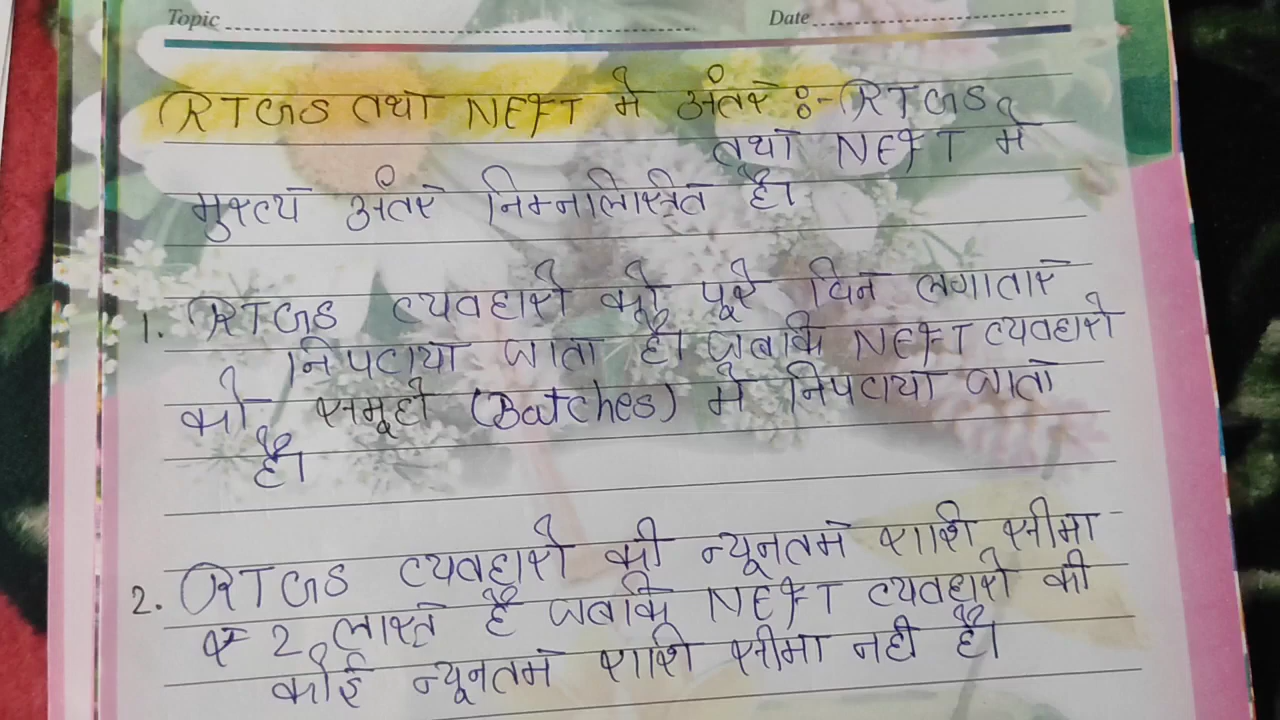 Topic
Date
RTGS तथा NEFT में अंतर :- RTGS
तथा NEFT में
मुख्य अंतर निम्नलिखित है।
1. RTGS व्यवहारों को पूरे दिन लगातार
निपटाया जाता है। जबकि NEFT व्यवहारों
को समूहों (Batches) में निपटाया जाता
है।
2. RTGS व्यवहारों की न्यूनतम राशि सीमा
₹ 2 लाख है जबकि NEFT व्यवहारों की
कोई न्यूनतम राशि सीमा नहीं है।